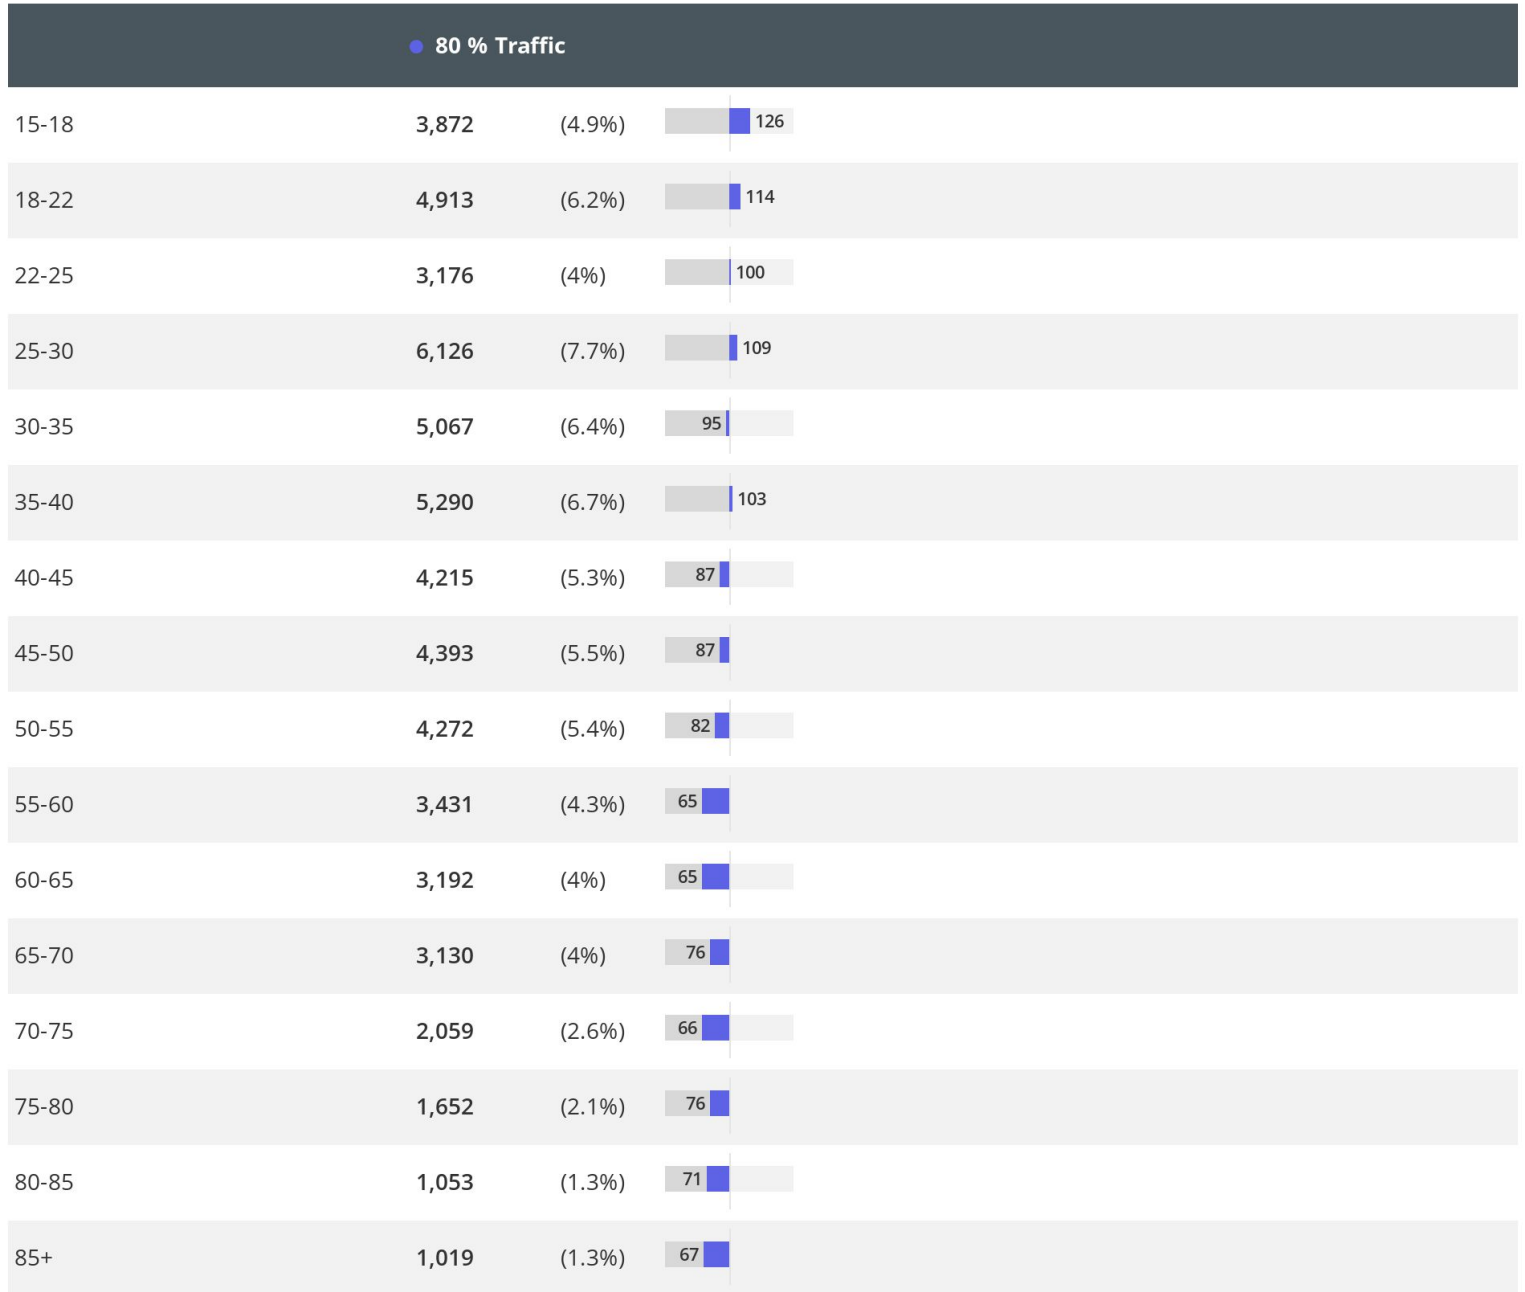 80 % Traffic
15-18 3,872 (4.9%) 126
18-22 4,913 (6.2%) 114
22-25 3,176 (4%) 100
25-30 6,126 (7.7%) 109
30-35 5,067 (6.4%) 95
35-40 5,290 (6.7%) 103
40-45 4,215 (5.3%) 87
45-50 4,393 (5.5%) 87
50-55 4,272 (5.4%) 82
55-60 3,431 (4.3%) 65
60-65 3,192 (4%) 65
65-70 3,130 (4%) 76
70-75 2,059 (2.6%) 66
75-80 1,652 (2.1%) 76
80-85 1,053 (1.3%) 71
85+ 1,019 (1.3%) 67